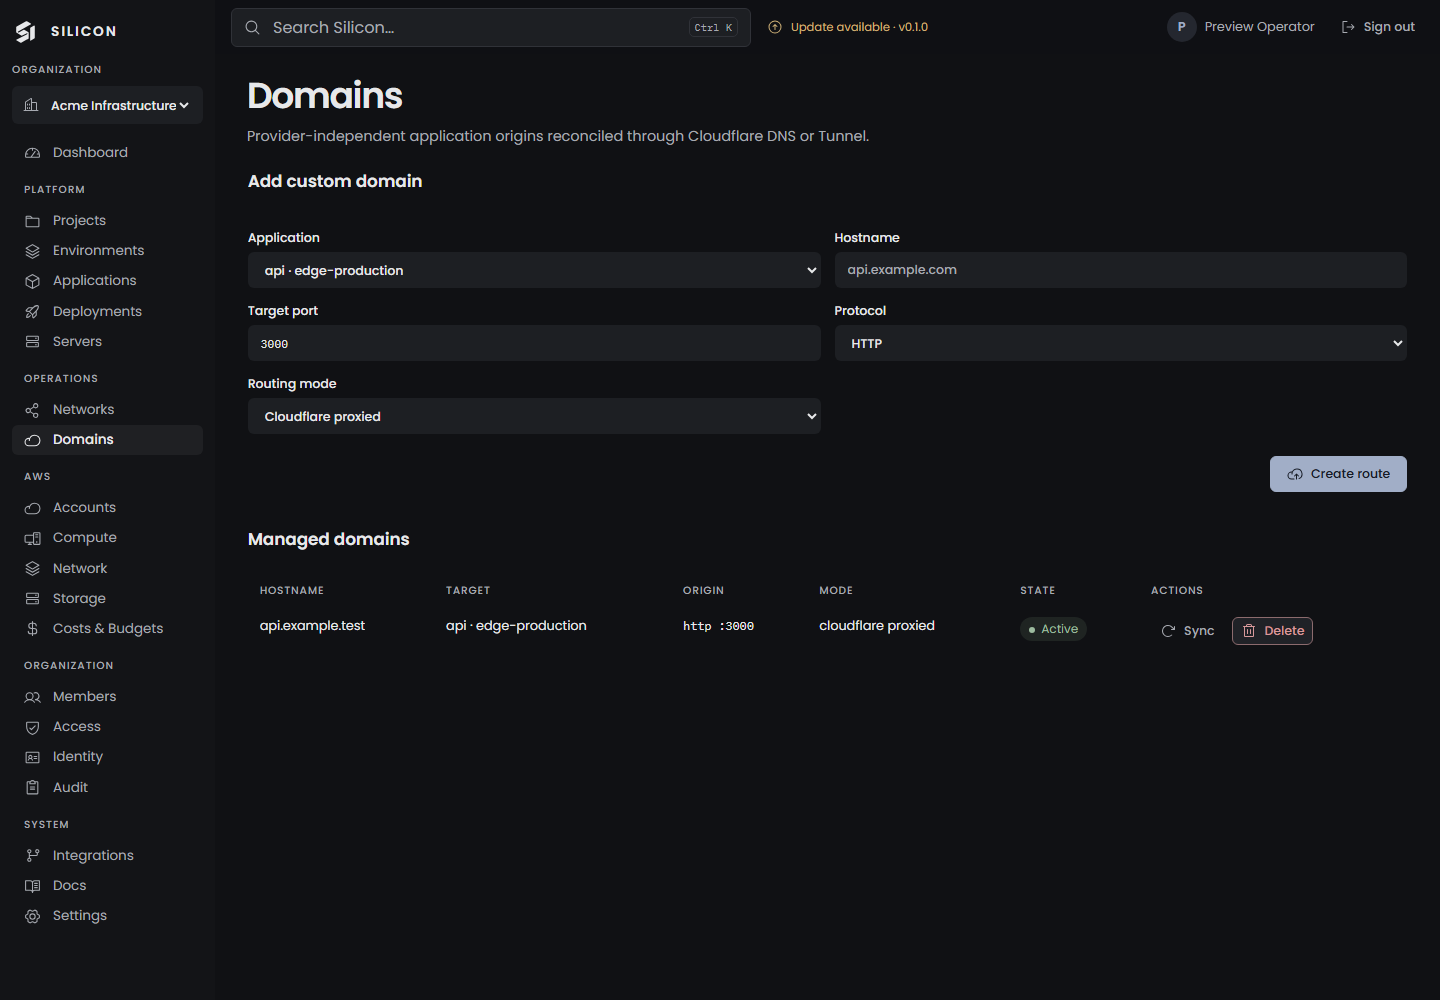 SILICON
Search Silicon...
Ctrl K
Update available · v0.1.0
P
Preview Operator
Sign out
ORGANIZATION
Acme Infrastructure
Dashboard
PLATFORM
Projects
Environments
Applications
Deployments
Servers
OPERATIONS
Networks
Domains
AWS
Accounts
Compute
Network
Storage
Costs & Budgets
ORGANIZATION
Members
Access
Identity
Audit
SYSTEM
Integrations
Docs
Settings
Domains
Provider-independent application origins reconciled through Cloudflare DNS or Tunnel.
Add custom domain
Application
api · edge-production
Hostname
api.example.com
Target port
3000
Protocol
HTTP
Routing mode
Cloudflare proxied
Create route
Managed domains
HOSTNAME TARGET ORIGIN MODE STATE ACTIONS
api.example.test api · edge-production http :3000 cloudflare proxied Active Sync Delete